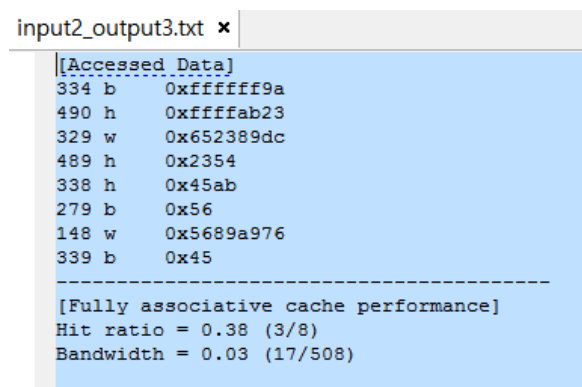 input2_output3.txt ×
[Accessed Data]
334 b 0xffffff9a
490 h 0xffffab23
329 w 0x652389dc
489 h 0x2354
338 h 0x45ab
279 b 0x56
148 w 0x5689a976
339 b 0x45
-----------------------------------------
[Fully associative cache performance]
Hit ratio = 0.38 (3/8)
Bandwidth = 0.03 (17/508)